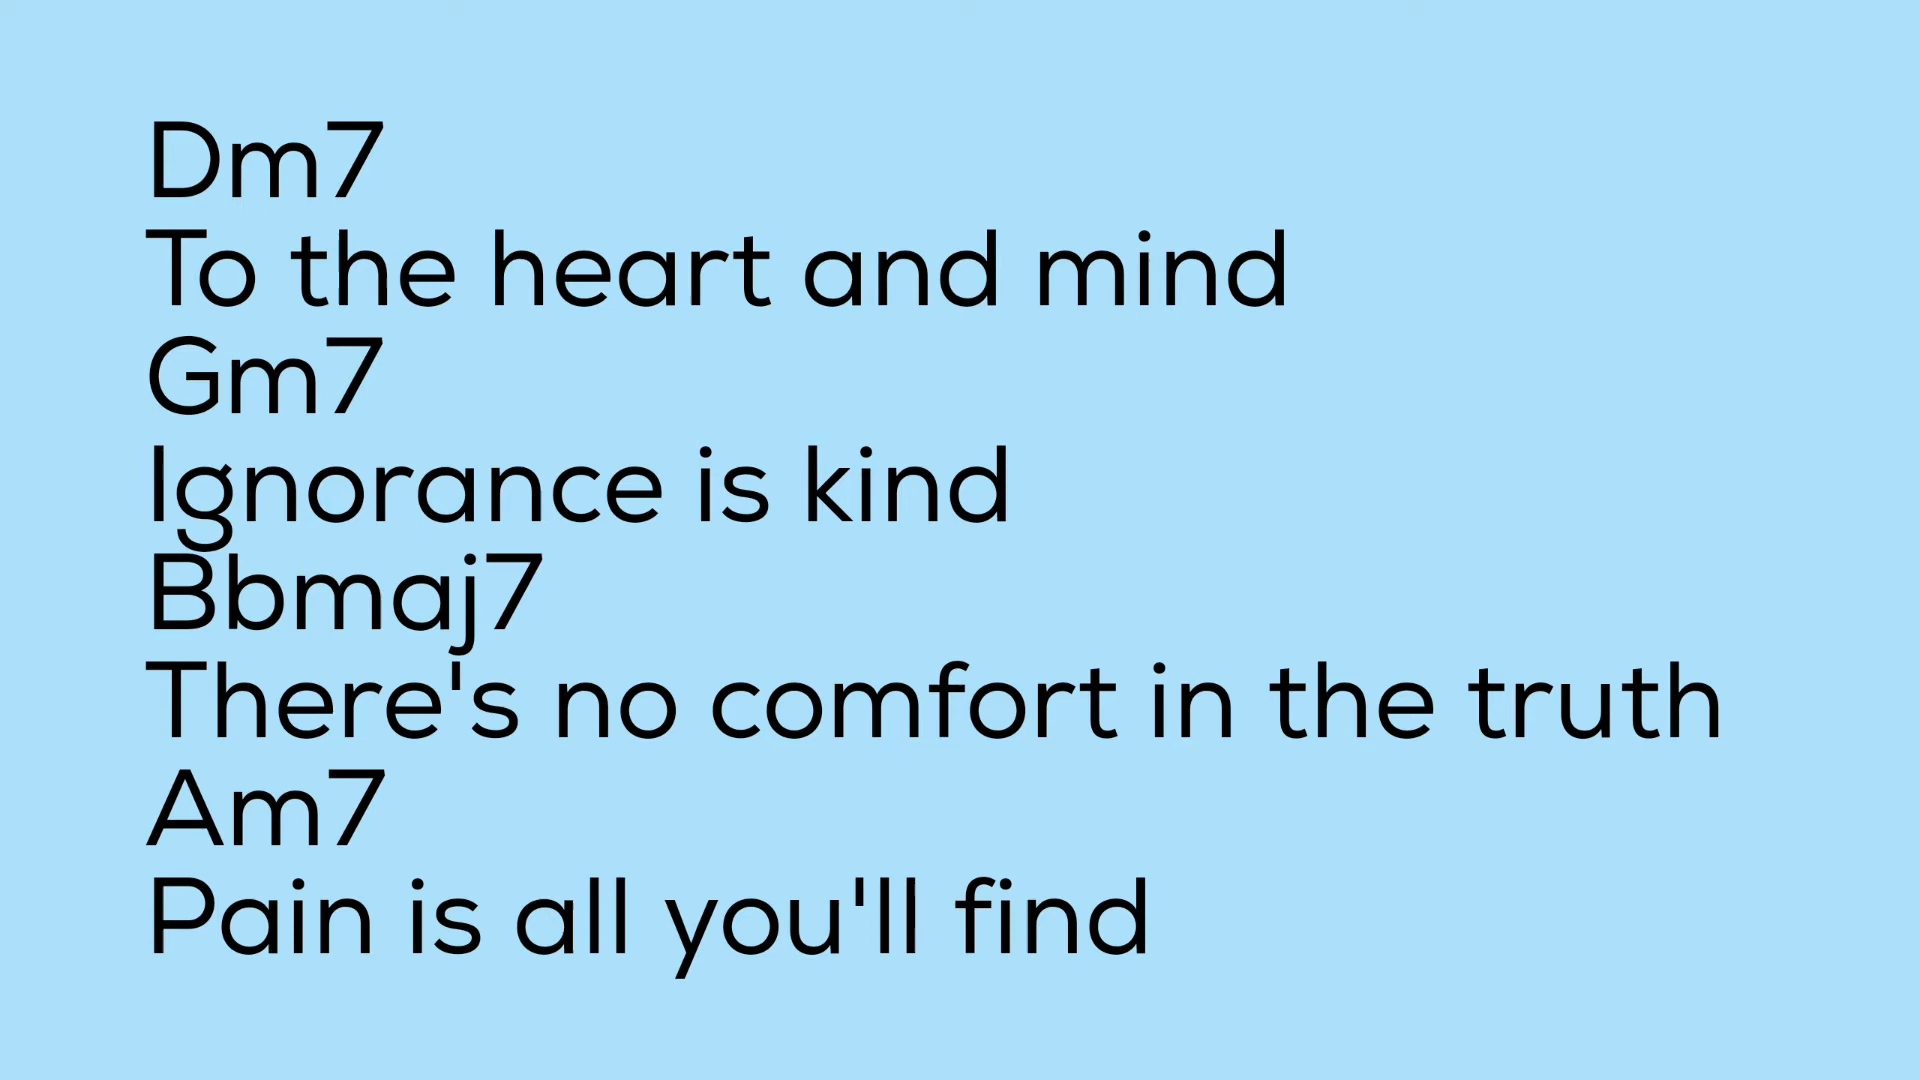 Dm7
To the heart and mind
Gm7
Ignorance is kind
Bbmaj7
There's no comfort in the truth
Am7
Pain is all you'll find